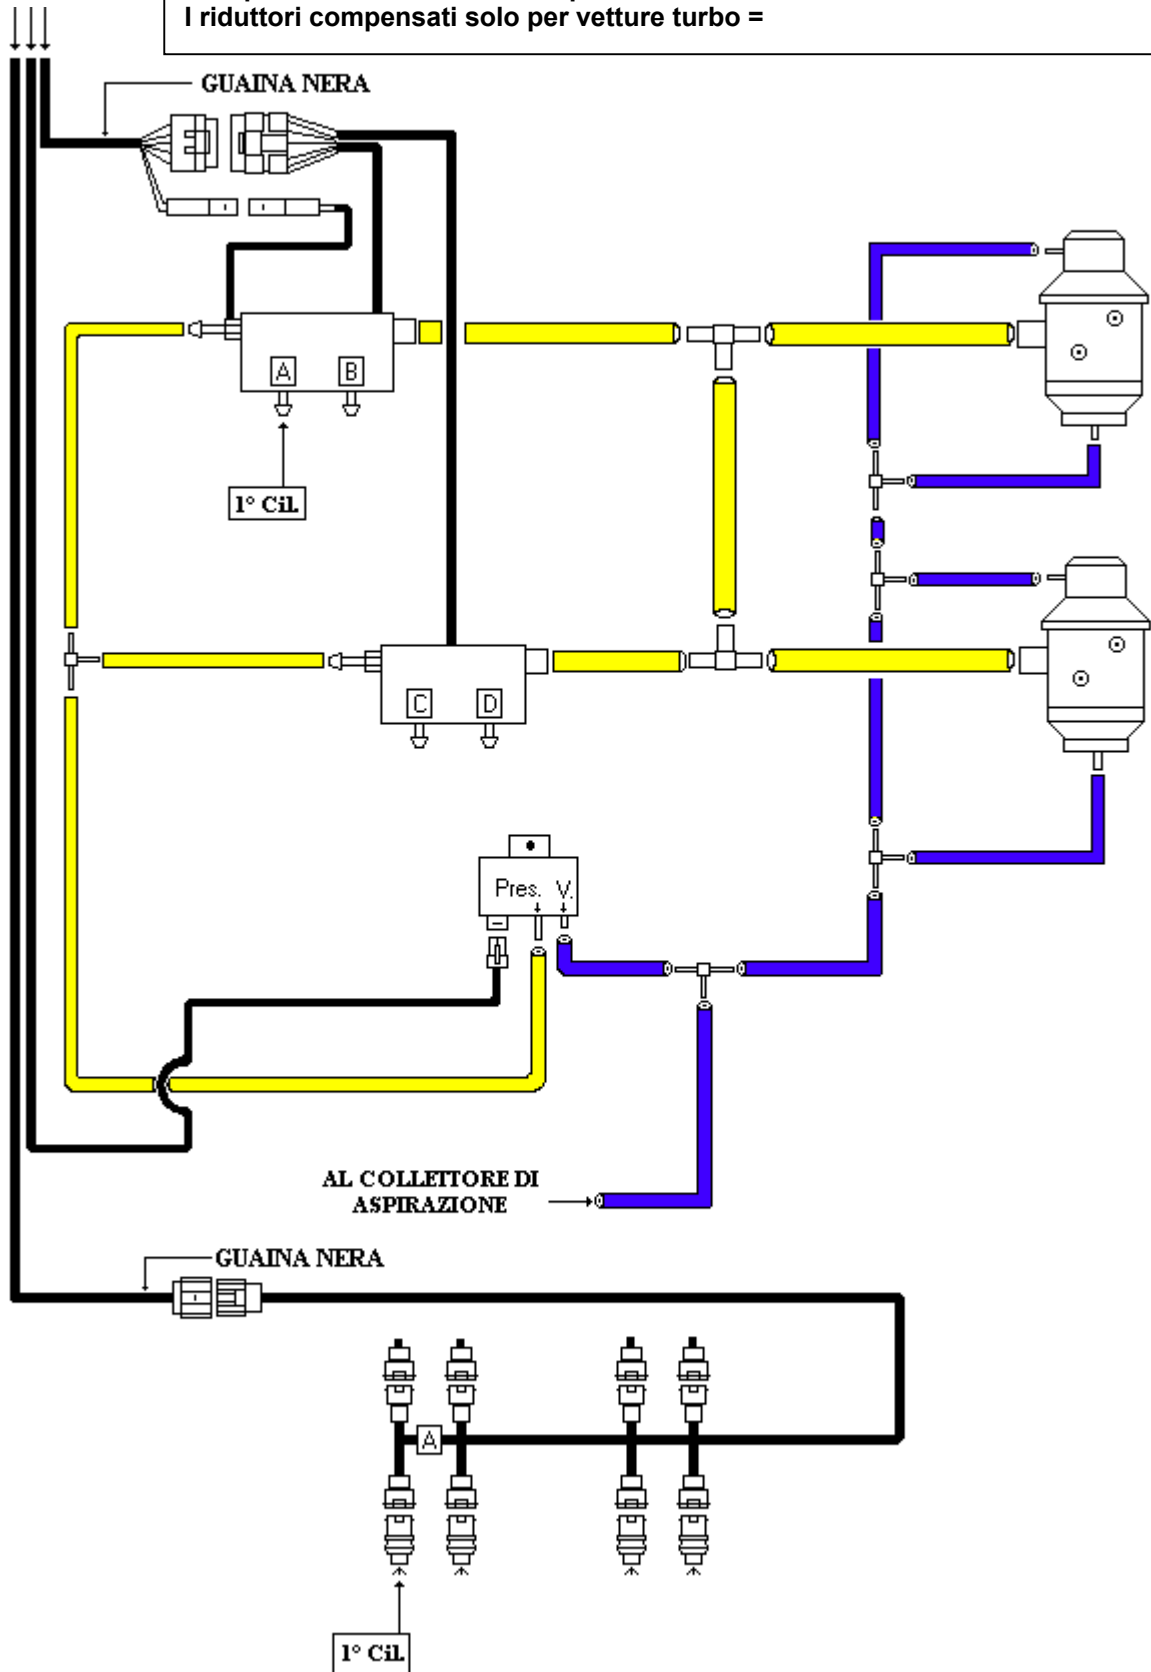 I riduttori compensati solo per vetture turbo =
GUAINA NERA
A B
1° Cil.
C D
Pres. V.
AL COLLETTORE DI
ASPIRAZIONE
GUAINA NERA
A
1° Cil.